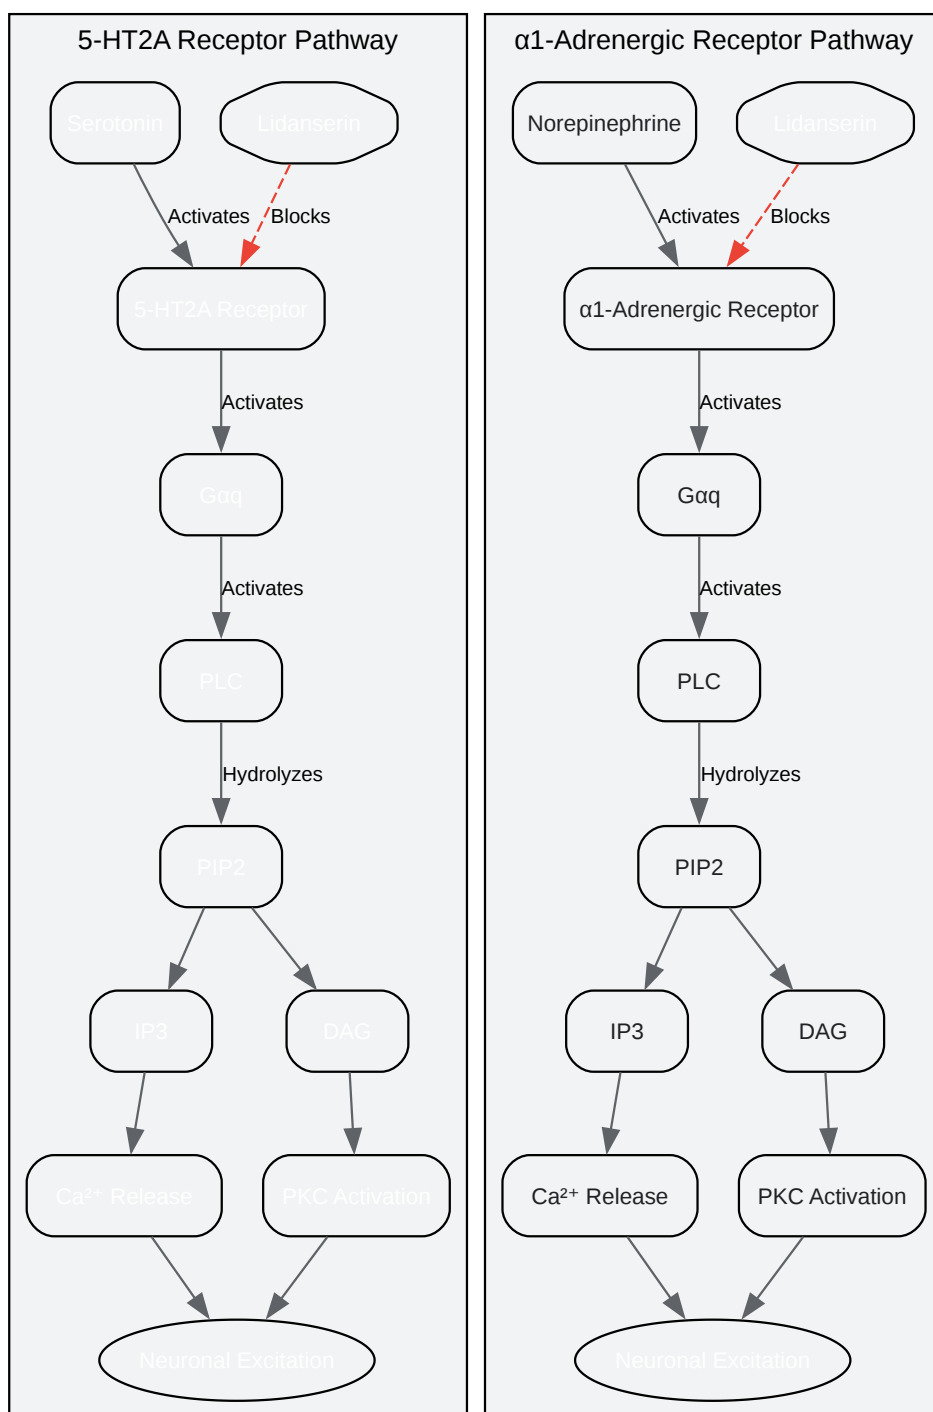 5-HT2A Receptor Pathway
Serotonin
Lidanserin
Activates
Blocks
5-HT2A Receptor
Activates
Gαq
Activates
PLC
Hydrolyzes
PIP2
IP3
DAG
Ca²⁺ Release
PKC Activation
Neuronal Excitation
α1-Adrenergic Receptor Pathway
Norepinephrine
Lidanserin
Activates
Blocks
α1-Adrenergic Receptor
Activates
Gαq
Activates
PLC
Hydrolyzes
PIP2
IP3
DAG
Ca²⁺ Release
PKC Activation
Neuronal Excitation